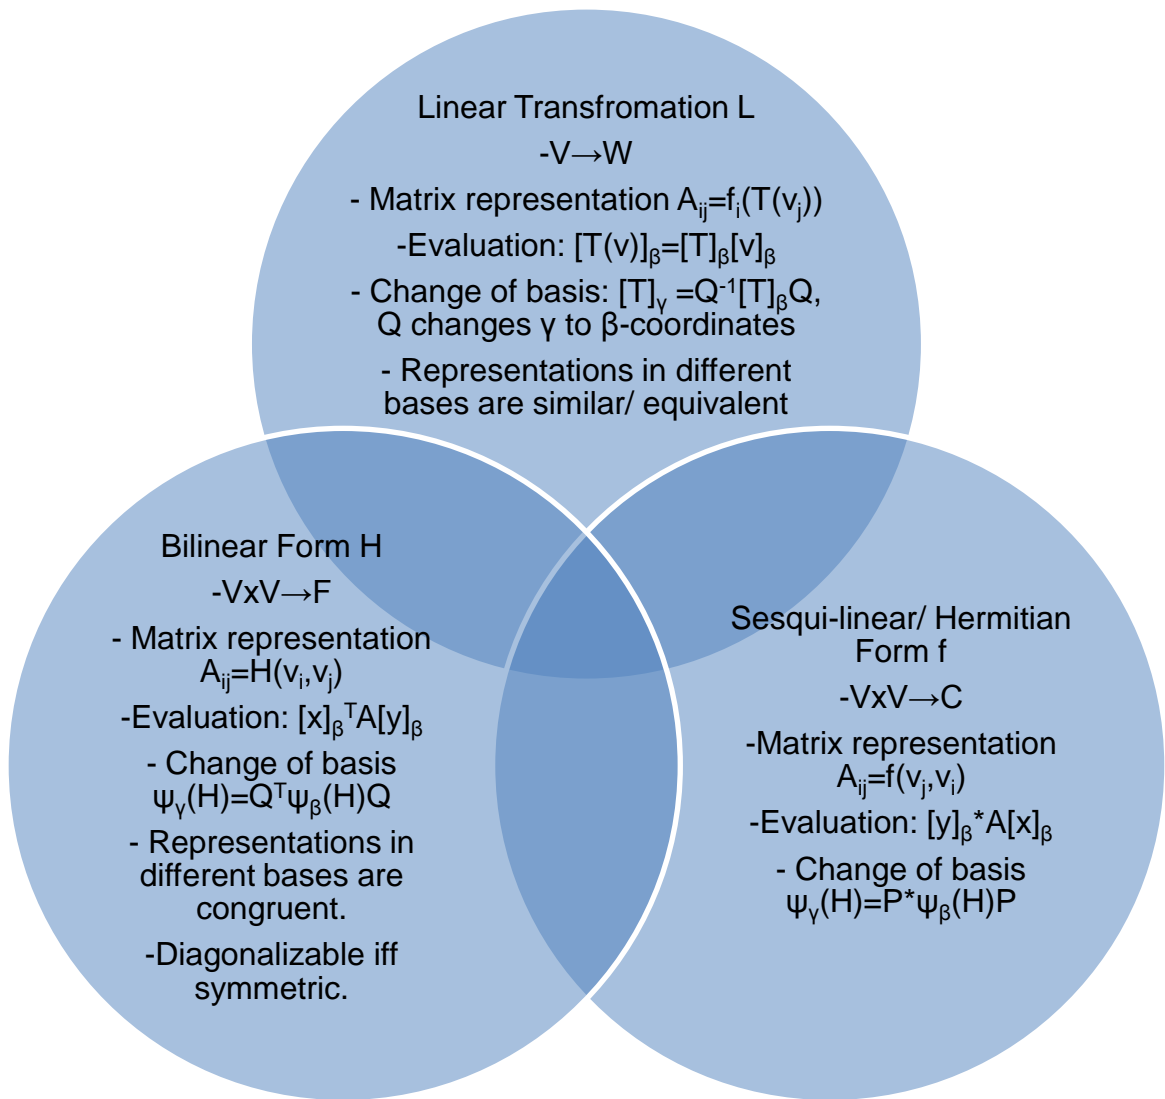 Linear Transfromation L
-V→W
- Matrix representation Aᵢⱼ=fᵢ(T(vⱼ))
-Evaluation: [T(v)]ᵦ=[T]ᵦ[v]ᵦ
- Change of basis: [T]ᵧ =Q⁻¹[T]ᵦQ,
Q changes γ to β-coordinates
- Representations in different
bases are similar/ equivalent
Bilinear Form H
-VxV→F
- Matrix representation
Aᵢⱼ=H(vᵢ,vⱼ)
-Evaluation: [x]ᵦᵀA[y]ᵦ
- Change of basis
ψᵧ(H)=Qᵀψᵦ(H)Q
- Representations in
different bases are
congruent.
-Diagonalizable iff
symmetric.
Sesqui-linear/ Hermitian
Form f
-VxV→C
-Matrix representation
Aᵢⱼ=f(vⱼ,vᵢ)
-Evaluation: [y]ᵦ*A[x]ᵦ
- Change of basis
ψᵧ(H)=P*ψᵦ(H)P